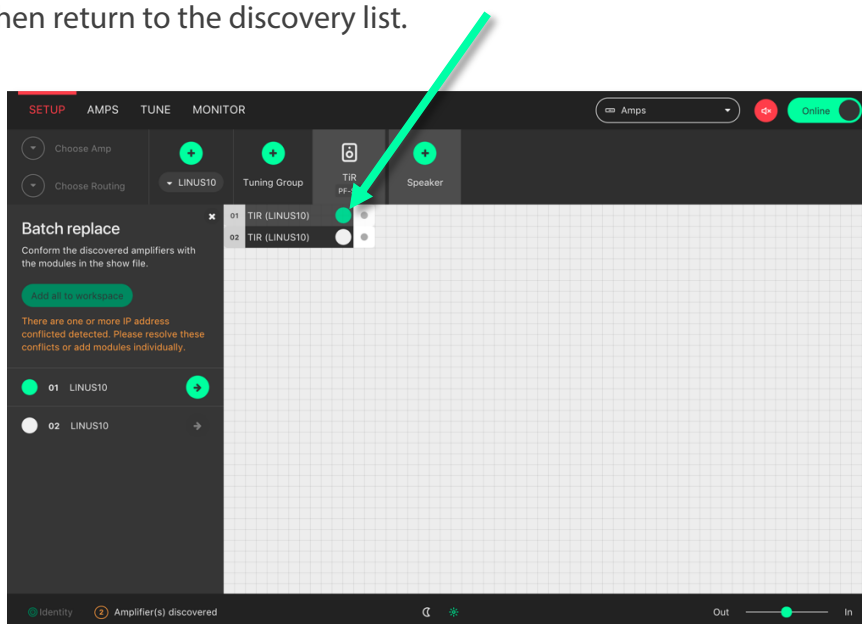 hen return to the discovery list.
SETUP AMPS TUNE MONITOR
Amps
Online
Choose Amp
Choose Routing
LINUS10
Tuning Group
TiR
Speaker
Batch replace
Conform the discovered amplifiers with
the modules in the show file.
Add all to workspace
There are one or more IP address
conflicted detected. Please resolve these
conflicts or add modules individually.
01 LINUS10
02 LINUS10
01 TIR (LINUS10)
02 TIR (LINUS10)
Identity 2 Amplifier(s) discovered
Out In